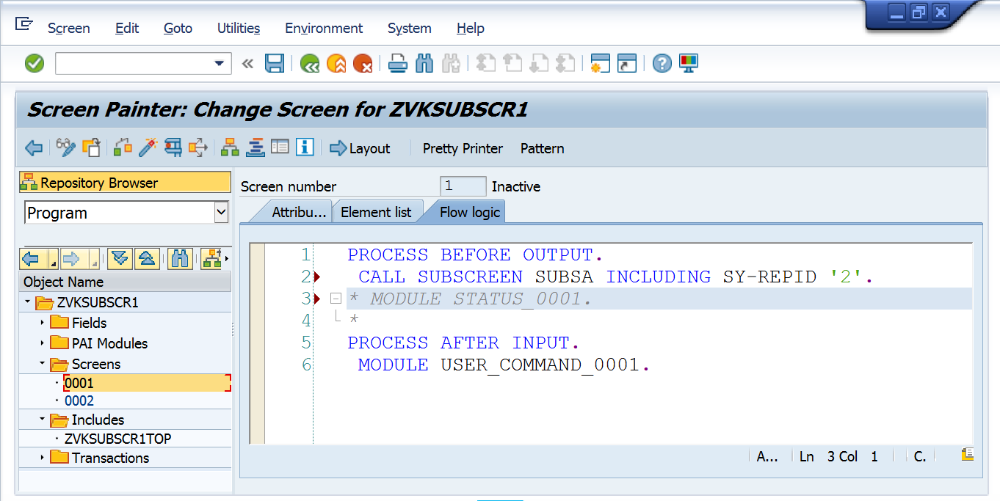 Screen Edit Goto Utilities Environment System Help
Screen Painter: Change Screen for ZVKSUBSCR1
Layout Pretty Printer Pattern
Repository Browser
Program
Object Name
ZVKSUBSCR1
Fields
PAI Modules
Screens
0001
0002
Includes
ZVKSUBSCR1TOP
Transactions
Screen number 1 Inactive
Attribu... Element list Flow logic
1 PROCESS BEFORE OUTPUT.
2 CALL SUBSCREEN SUBSA INCLUDING SY-REPID '2'.
3 * MODULE STATUS_0001.
4 *
5 PROCESS AFTER INPUT.
6 MODULE USER_COMMAND_0001.
A... Ln 3 Col 1 C.